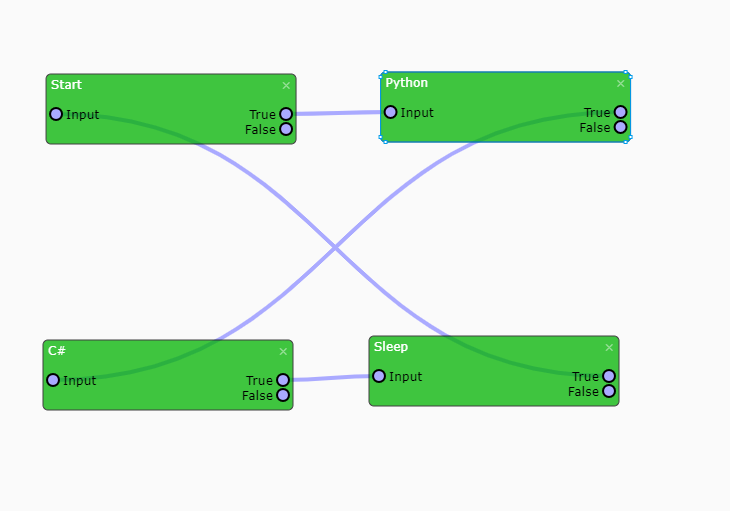 Start ×
Input True
False
Python ×
Input True
False
C# ×
Input True
False
Sleep ×
Input True
False